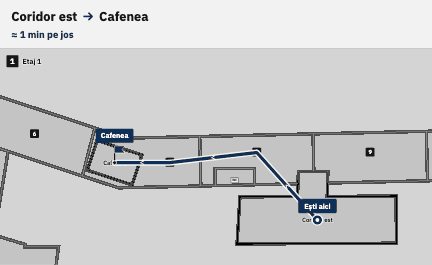 Coridor est → Cafenea
≈ 1 min pe jos
1 Etaj 1
6
Cafenea
9
Ești aici